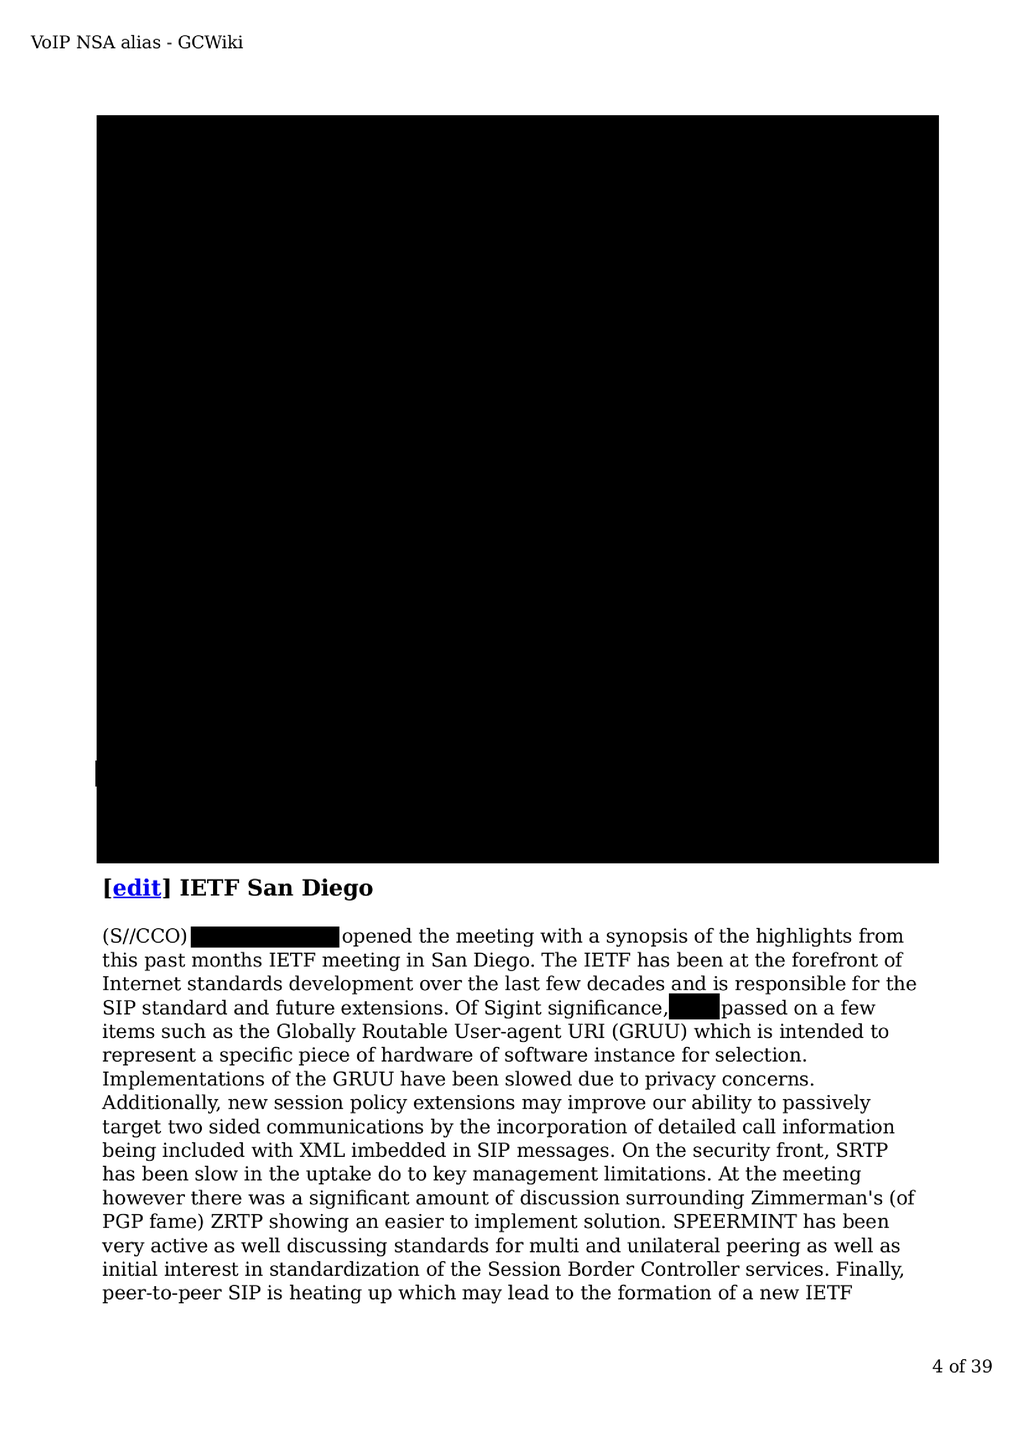 VoIP NSA alias - GCWiki
[edit] IETF San Diego
(S//CCO) opened the meeting with a synopsis of the highlights from
this past months IETF meeting in San Diego. The IETF has been at the forefront of
Internet standards development over the last few decades and is responsible for the
SIP standard and future extensions. Of Sigint significance, passed on a few
items such as the Globally Routable User-agent URI (GRUU) which is intended to
represent a specific piece of hardware of software instance for selection.
Implementations of the GRUU have been slowed due to privacy concerns.
Additionally, new session policy extensions may improve our ability to passively
target two sided communications by the incorporation of detailed call information
being included with XML imbedded in SIP messages. On the security front, SRTP
has been slow in the uptake do to key management limitations. At the meeting
however there was a significant amount of discussion surrounding Zimmerman's (of
PGP fame) ZRTP showing an easier to implement solution. SPEERMINT has been
very active as well discussing standards for multi and unilateral peering as well as
initial interest in standardization of the Session Border Controller services. Finally,
peer-to-peer SIP is heating up which may lead to the formation of a new IETF
4 of 39